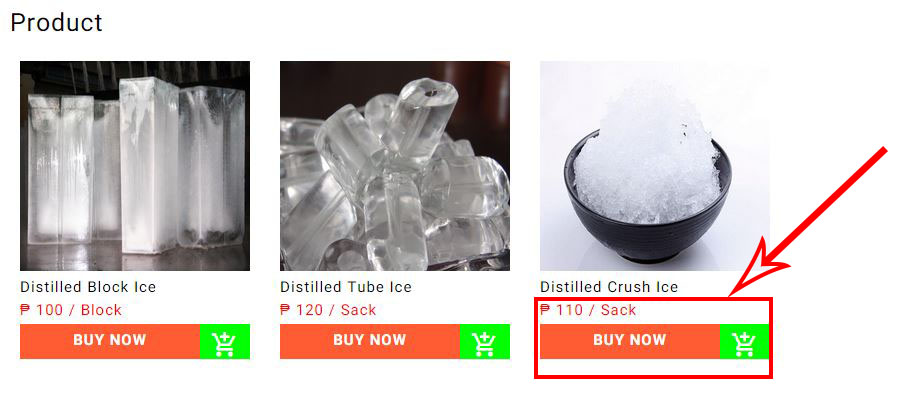 Product
Distilled Block Ice
₱ 100 / Block
BUY NOW
Distilled Tube Ice
₱ 120 / Sack
BUY NOW
Distilled Crush Ice
₱ 110 / Sack
BUY NOW